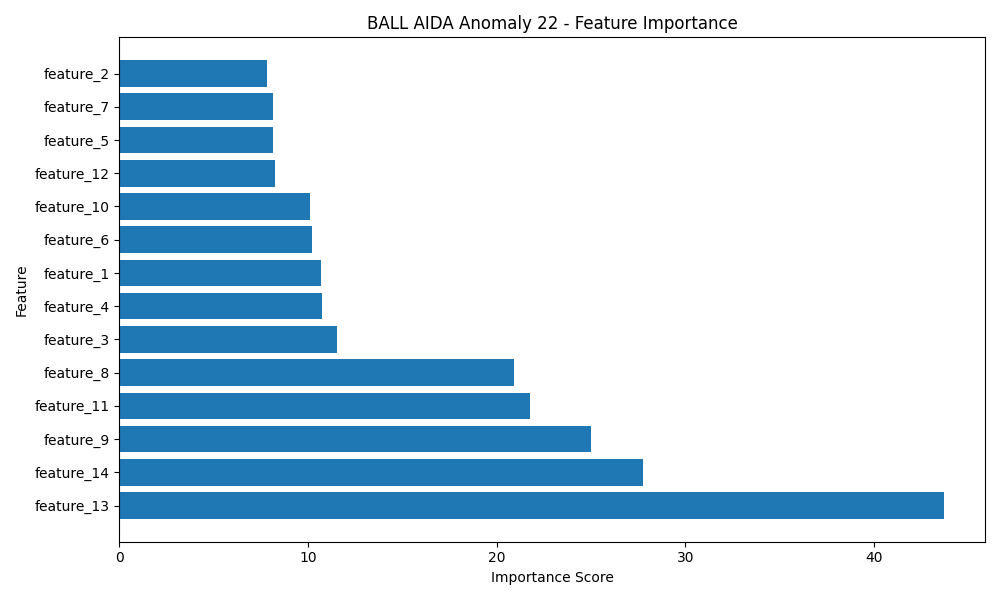 BALL AIDA Anomaly 22 - Feature Importance
feature_2
feature_7
feature_5
feature_12
feature_10
feature_6
feature_1
feature_4
feature_3
feature_8
feature_11
feature_9
feature_14
feature_13
Feature
0 10 20 30 40
Importance Score